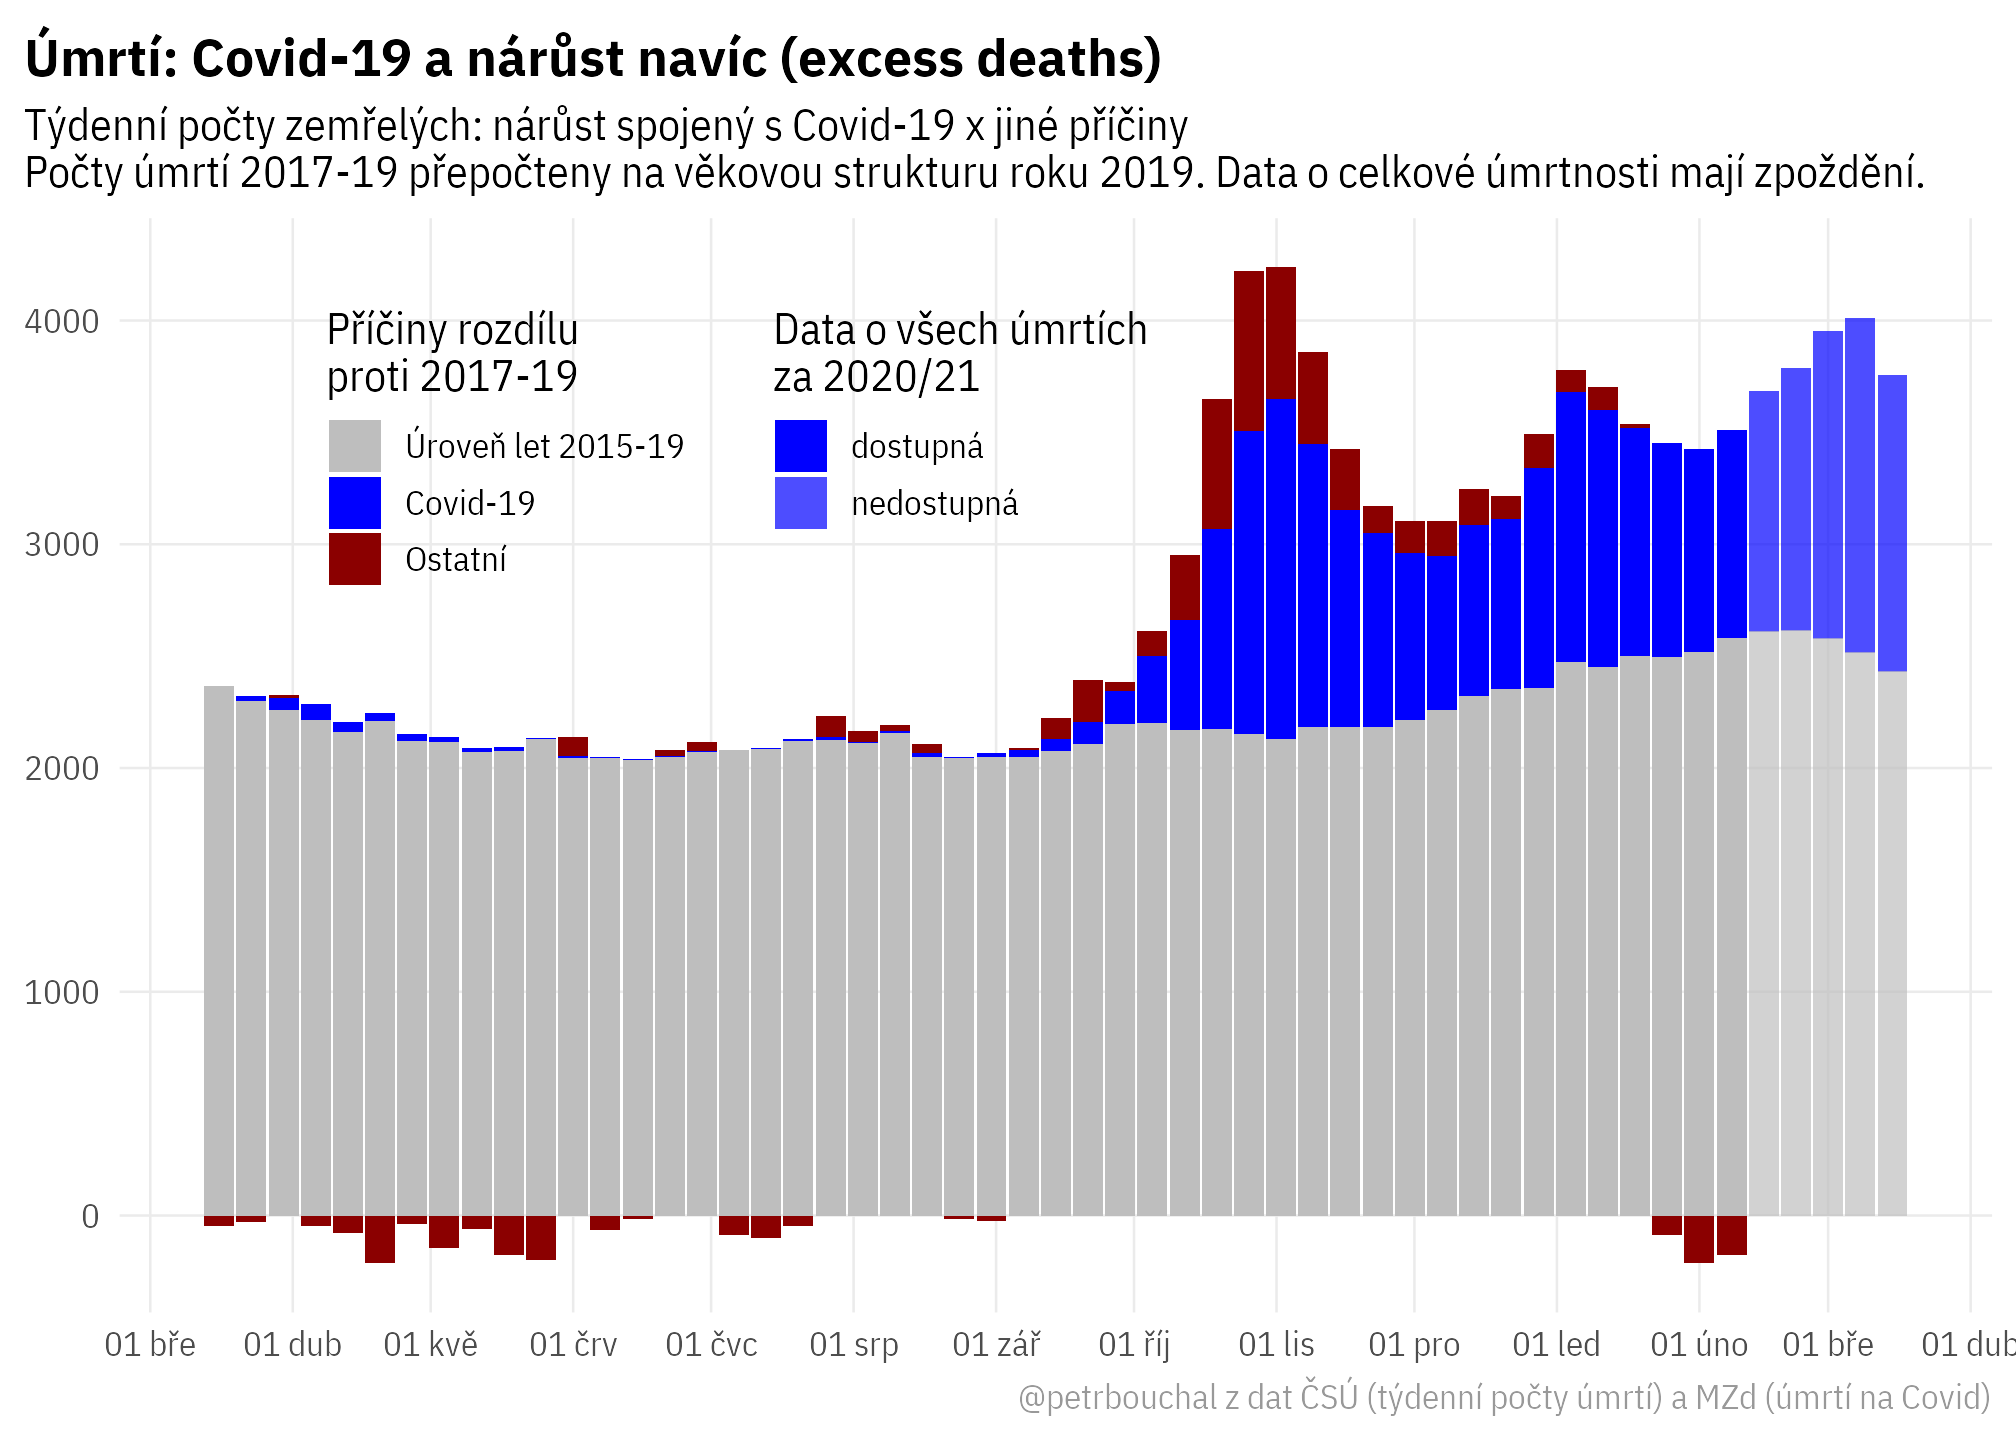 Úmrtí: Covid-19 a nárůst navíc (excess deaths)
Týdenní počty zemřelých: nárůst spojený s Covid-19 x jiné příčiny
Počty úmrtí 2017-19 přepočteny na věkovou strukturu roku 2019. Data o celkové úmrtnosti mají zpoždění.
Příčiny rozdílu
proti 2017-19
Úroveň let 2015-19
Covid-19
Ostatní
Data o všech úmrtích
za 2020/21
dostupná
nedostupná
4000
3000
2000
1000
0
01 bře 01 dub 01 kvě 01 črv 01 čvc 01 srp 01 zář 01 říj 01 lis 01 pro 01 led 01 úno 01 bře 01 dub
@petrbouchal z dat ČSÚ (týdenní počty úmrtí) a MZd (úmrtí na Covid)